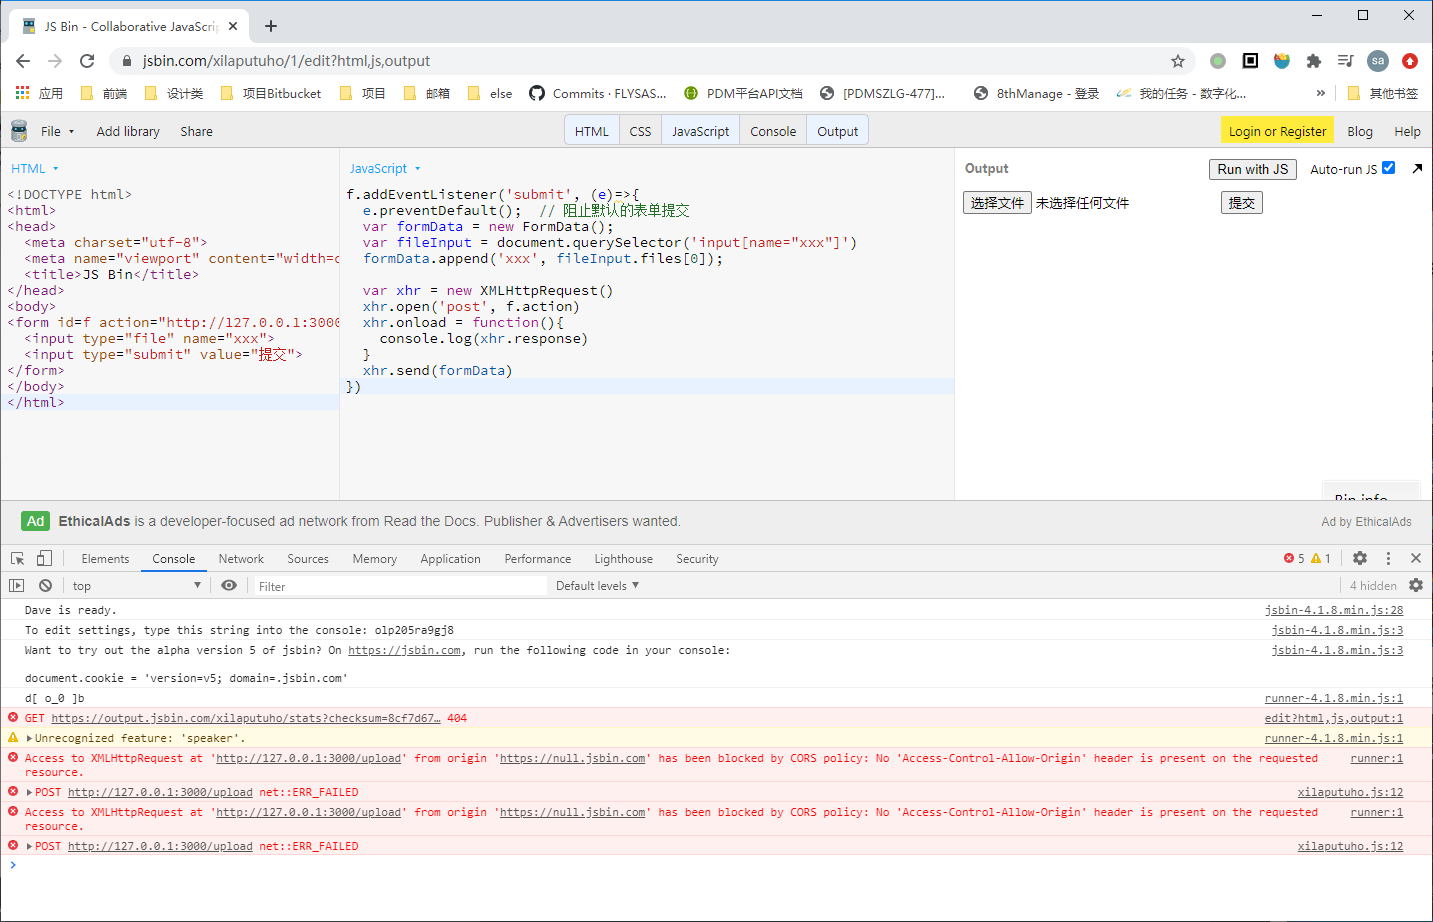 JS Bin - Collaborative JavaScri
jsbin.com/xilaputuho/1/edit?html,js,output
sa
应用 前端 设计类 项目Bitbucket 项目 邮箱 else Commits · FLYSAS... PDM平台API文档 [PDMSZLG-477]... 8thManage - 登录 我的任务 - 数字化... » 其他书签
File Add library Share HTML CSS JavaScript Console Output Login or Register Blog Help
HTML
<!DOCTYPE html>
<html>
<head>
<meta charset="utf-8">
<meta name="viewport" content="width=d
<title>JS Bin</title>
</head>
<body>
<form id=f action="http://127.0.0.1:3000
<input type="file" name="xxx">
<input type="submit" value="提交">
</form>
</body>
</html>
JavaScript
f.addEventListener('submit', (e)=>{
e.preventDefault();  // 阻止默认的表单提交
var formData = new FormData();
var fileInput = document.querySelector('input[name="xxx"]')
formData.append('xxx', fileInput.files[0]);
var xhr = new XMLHttpRequest()
xhr.open('post', f.action)
xhr.onload = function(){
console.log(xhr.response)
}
xhr.send(formData)
})
Output Run with JS Auto-run JS
选择文件 未选择任何文件 提交
Bin info
Ad EthicalAds is a developer-focused ad network from Read the Docs. Publisher & Advertisers wanted. Ad by EthicalAds
Elements Console Network Sources Memory Application Performance Lighthouse Security 5 1
top Filter Default levels 4 hidden
Dave is ready. jsbin-4.1.8.min.js:28
To edit settings, type this string into the console: olp205ra9gj8 jsbin-4.1.8.min.js:3
Want to try out the alpha version 5 of jsbin? On https://jsbin.com, run the following code in your console: jsbin-4.1.8.min.js:3
document.cookie = 'version=v5; domain=.jsbin.com'
d[ o_0 ]b runner-4.1.8.min.js:1
GET https://output.jsbin.com/xilaputuho/stats?checksum=8cf7d67… 404 edit?html,js,output:1
Unrecognized feature: 'speaker'. runner-4.1.8.min.js:1
Access to XMLHttpRequest at 'http://127.0.0.1:3000/upload' from origin 'https://null.jsbin.com' has been blocked by CORS policy: No 'Access-Control-Allow-Origin' header is present on the requested runner:1
resource.
POST http://127.0.0.1:3000/upload net::ERR_FAILED xilaputuho.js:12
Access to XMLHttpRequest at 'http://127.0.0.1:3000/upload' from origin 'https://null.jsbin.com' has been blocked by CORS policy: No 'Access-Control-Allow-Origin' header is present on the requested runner:1
resource.
POST http://127.0.0.1:3000/upload net::ERR_FAILED xilaputuho.js:12